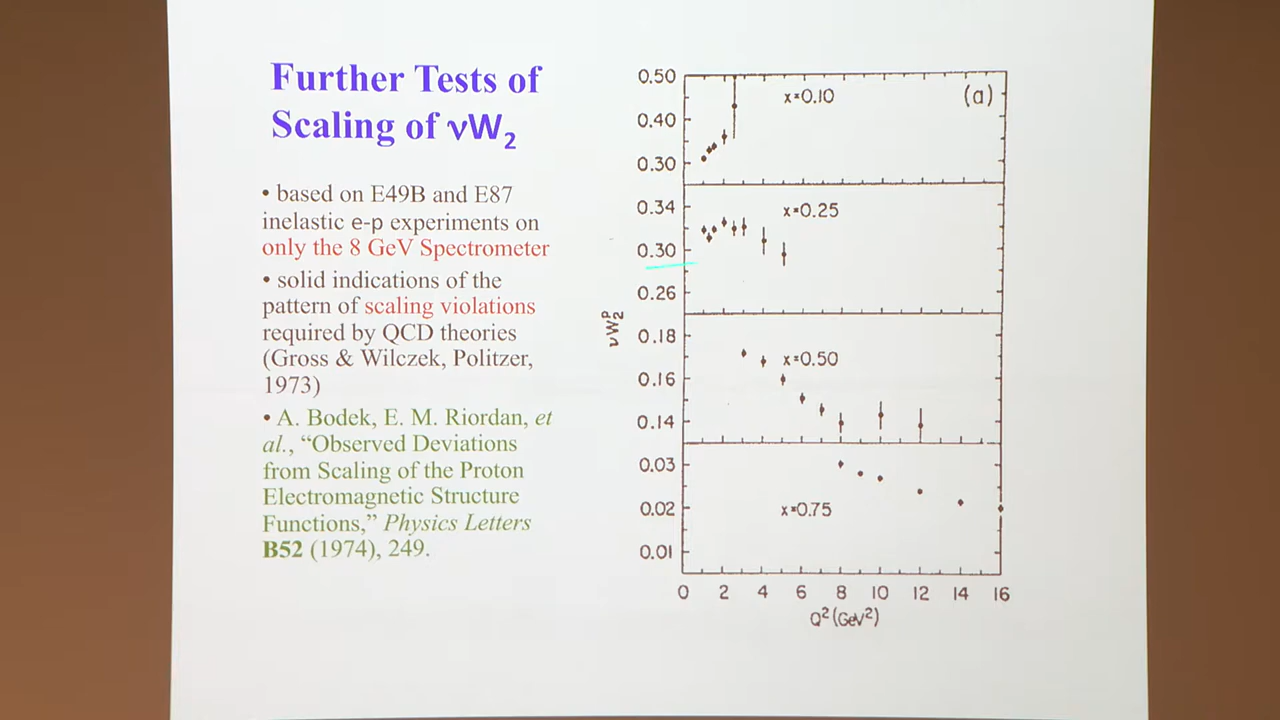 Further Tests of
Scaling of νW₂
• based on E49B and E87
inelastic e-p experiments on
only the 8 GeV Spectrometer
• solid indications of the
pattern of scaling violations
required by QCD theories
(Gross & Wilczek, Politzer,
1973)
• A. Bodek, E. M. Riordan, et
al., “Observed Deviations
from Scaling of the Proton
Electromagnetic Structure
Functions,” Physics Letters
B52 (1974), 249.
(a)
νW₂ᵖ
0.50
0.40
0.30
x=0.10
0.34
0.30
0.26
x=0.25
0.18
0.16
0.14
x=0.50
0.03
0.02
0.01
x=0.75
0 2 4 6 8 10 12 14 16
Q²(GeV²)